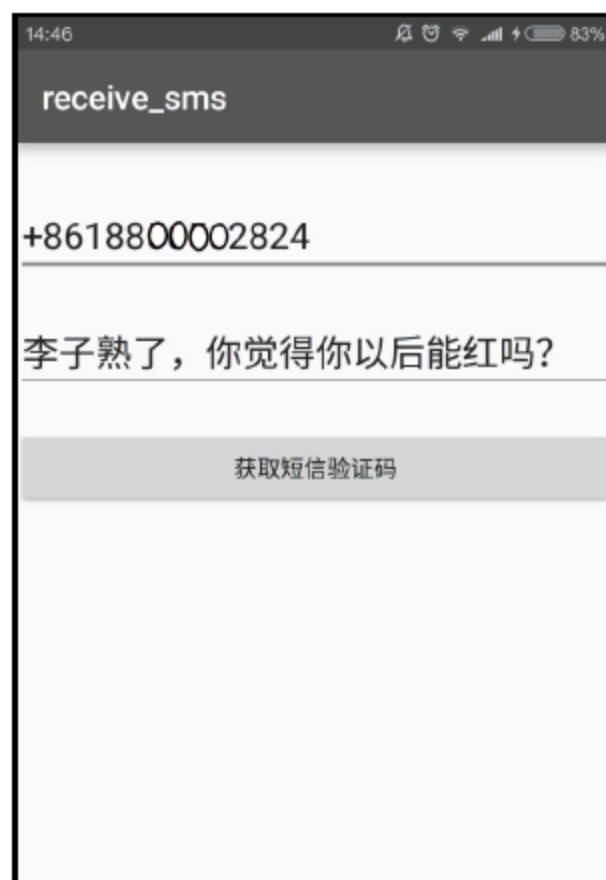 14:46 83%
receive_sms
+8618800002824
李子熟了，你觉得你以后能红吗？
获取短信验证码